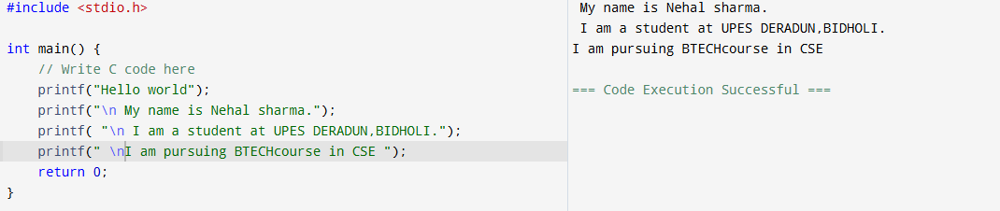 #include <stdio.h>
int main() {
// Write C code here
printf("Hello world");
printf("\n My name is Nehal sharma.");
printf( "\n I am a student at UPES DERADUN,BIDHOLI.");
printf(" \nI am pursuing BTECHcourse in CSE ");
return 0;
}
My name is Nehal sharma.
I am a student at UPES DERADUN,BIDHOLI.
I am pursuing BTECHcourse in CSE
=== Code Execution Successful ===